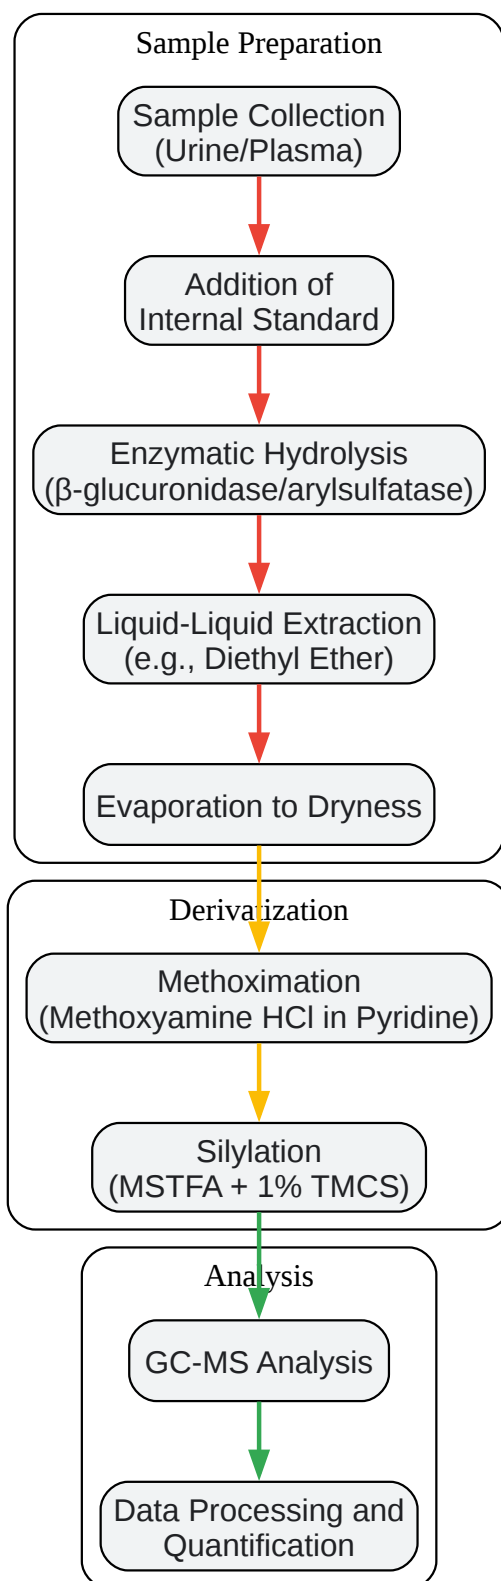 Sample Preparation
Sample Collection
(Urine/Plasma)
Addition of
Internal Standard
Enzymatic Hydrolysis
(β-glucuronidase/arylsulfatase)
Liquid-Liquid Extraction
(e.g., Diethyl Ether)
Evaporation to Dryness
Derivatization
Methoximation
(Methoxyamine HCl in Pyridine)
Silylation
(MSTFA + 1% TMCS)
Analysis
GC-MS Analysis
Data Processing and
Quantification